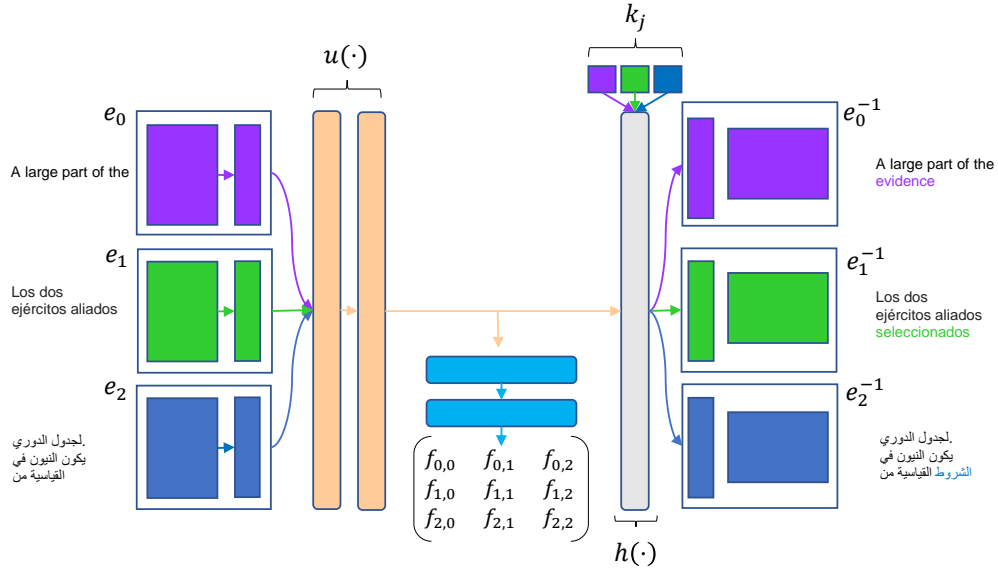 k_j
u(·)
e_0
e_0^{-1}
A large part of the
A large part of the
evidence
e_1
e_1^{-1}
Los dos
ejércitos aliados
Los dos
ejércitos aliados
seleccionados
e_2
e_2^{-1}
لجدول الدوري.
يكون النيون في
القياسية من
لجدول الدوري.
يكون النيون في
الشروط القياسية من
f_{0,0} f_{0,1} f_{0,2}
f_{1,0} f_{1,1} f_{1,2}
f_{2,0} f_{2,1} f_{2,2}
h(·)